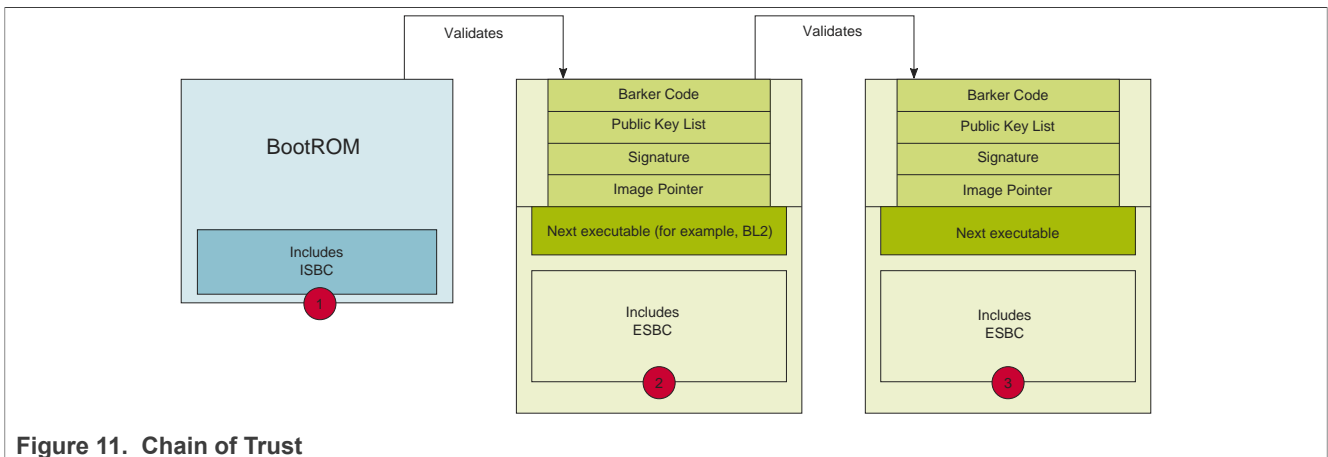 Validates
Validates
BootROM
Includes
ISBC
1
Barker Code
Public Key List
Signature
Image Pointer
Next executable (for example, BL2)
Includes
ESBC
2
Barker Code
Public Key List
Signature
Image Pointer
Next executable
Includes
ESBC
3
Figure 11. Chain of Trust